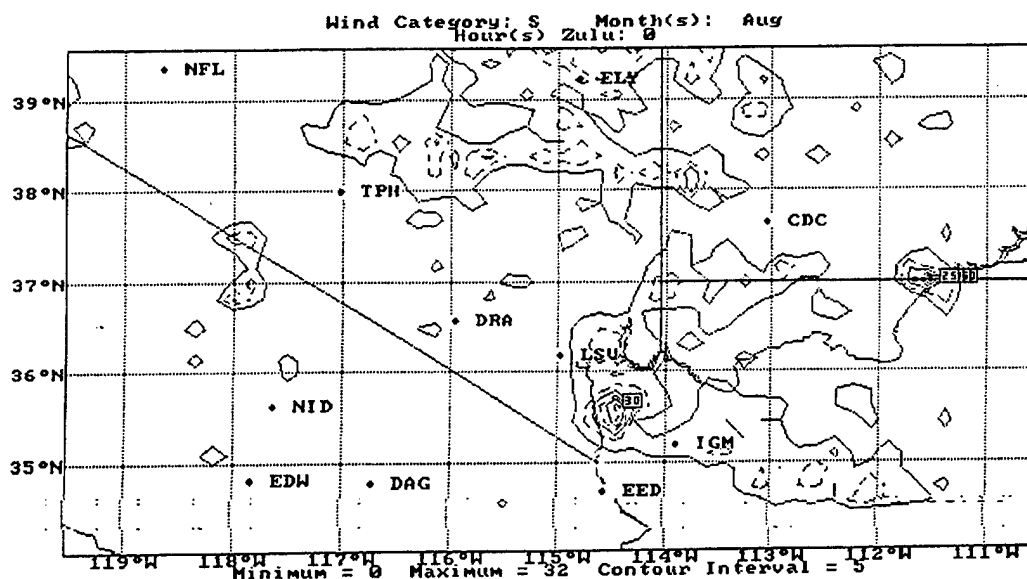 Wind Category: S Month(s): Aug
Hour(s) Zulu: 0
NFL
ELY
39°N
38°N
TPH
CDC
37°N
DRA
LSU
36°N
30
NID
IGM
35°N
EDW
DAG
EED
119°W 118°W 117°W 116°W 115°W 114°W 113°W 112°W 111°W
Minimum = 0 Maximum = 32 Contour Interval = 5